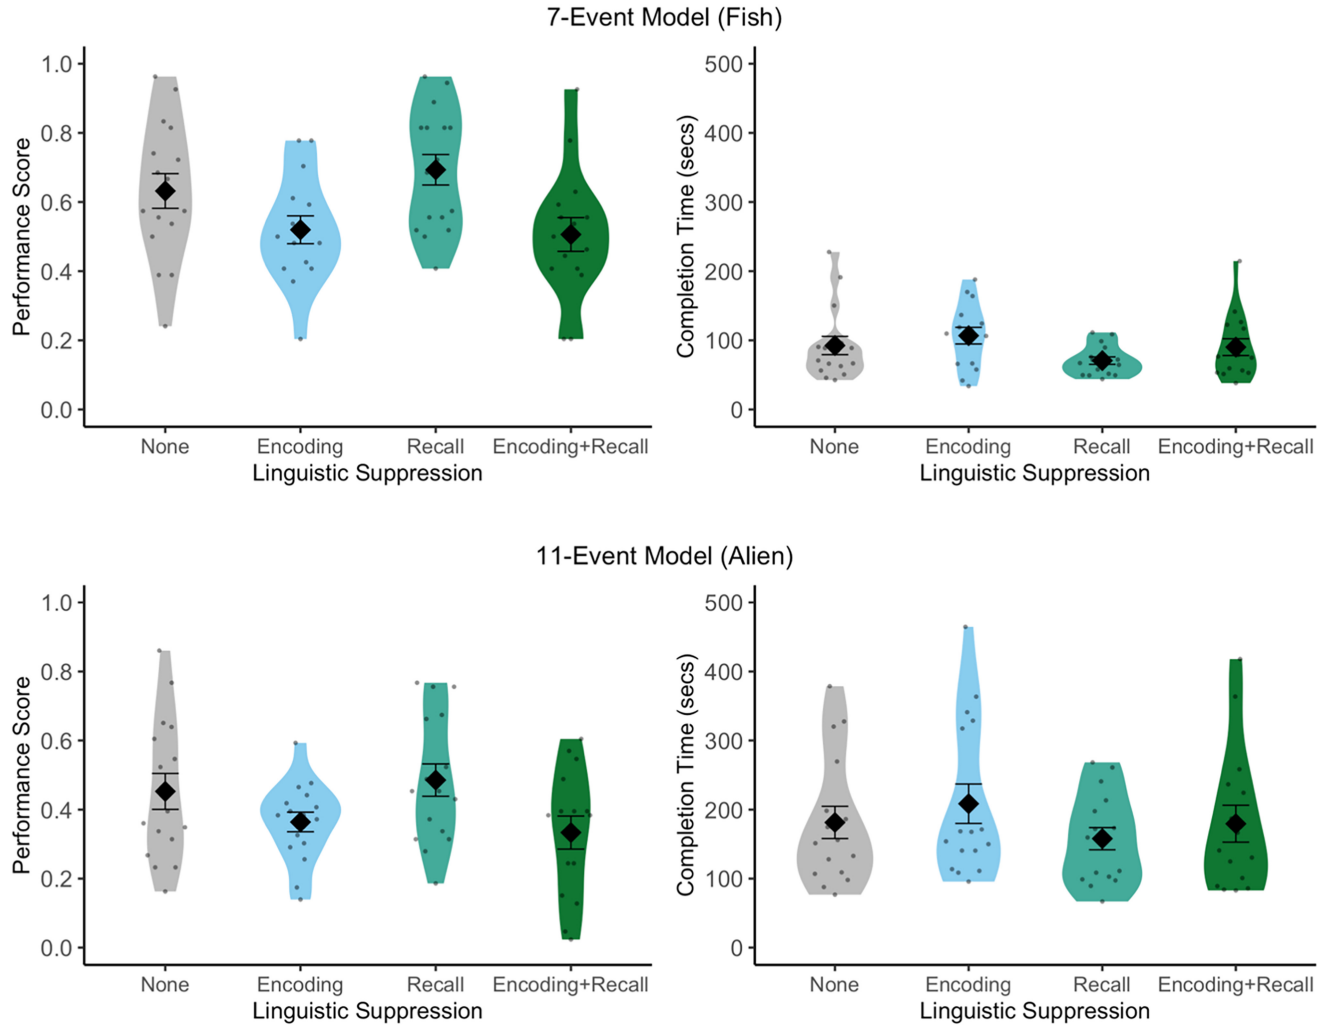 7-Event Model (Fish)
1.0
0.8
0.6
0.4
0.2
0.0
Performance Score
None Encoding Recall Encoding+Recall
Linguistic Suppression
500
400
300
200
100
0
Completion Time (secs)
None Encoding Recall Encoding+Recall
Linguistic Suppression
11-Event Model (Alien)
1.0
0.8
0.6
0.4
0.2
0.0
Performance Score
None Encoding Recall Encoding+Recall
Linguistic Suppression
500
400
300
200
100
0
Completion Time (secs)
None Encoding Recall Encoding+Recall
Linguistic Suppression